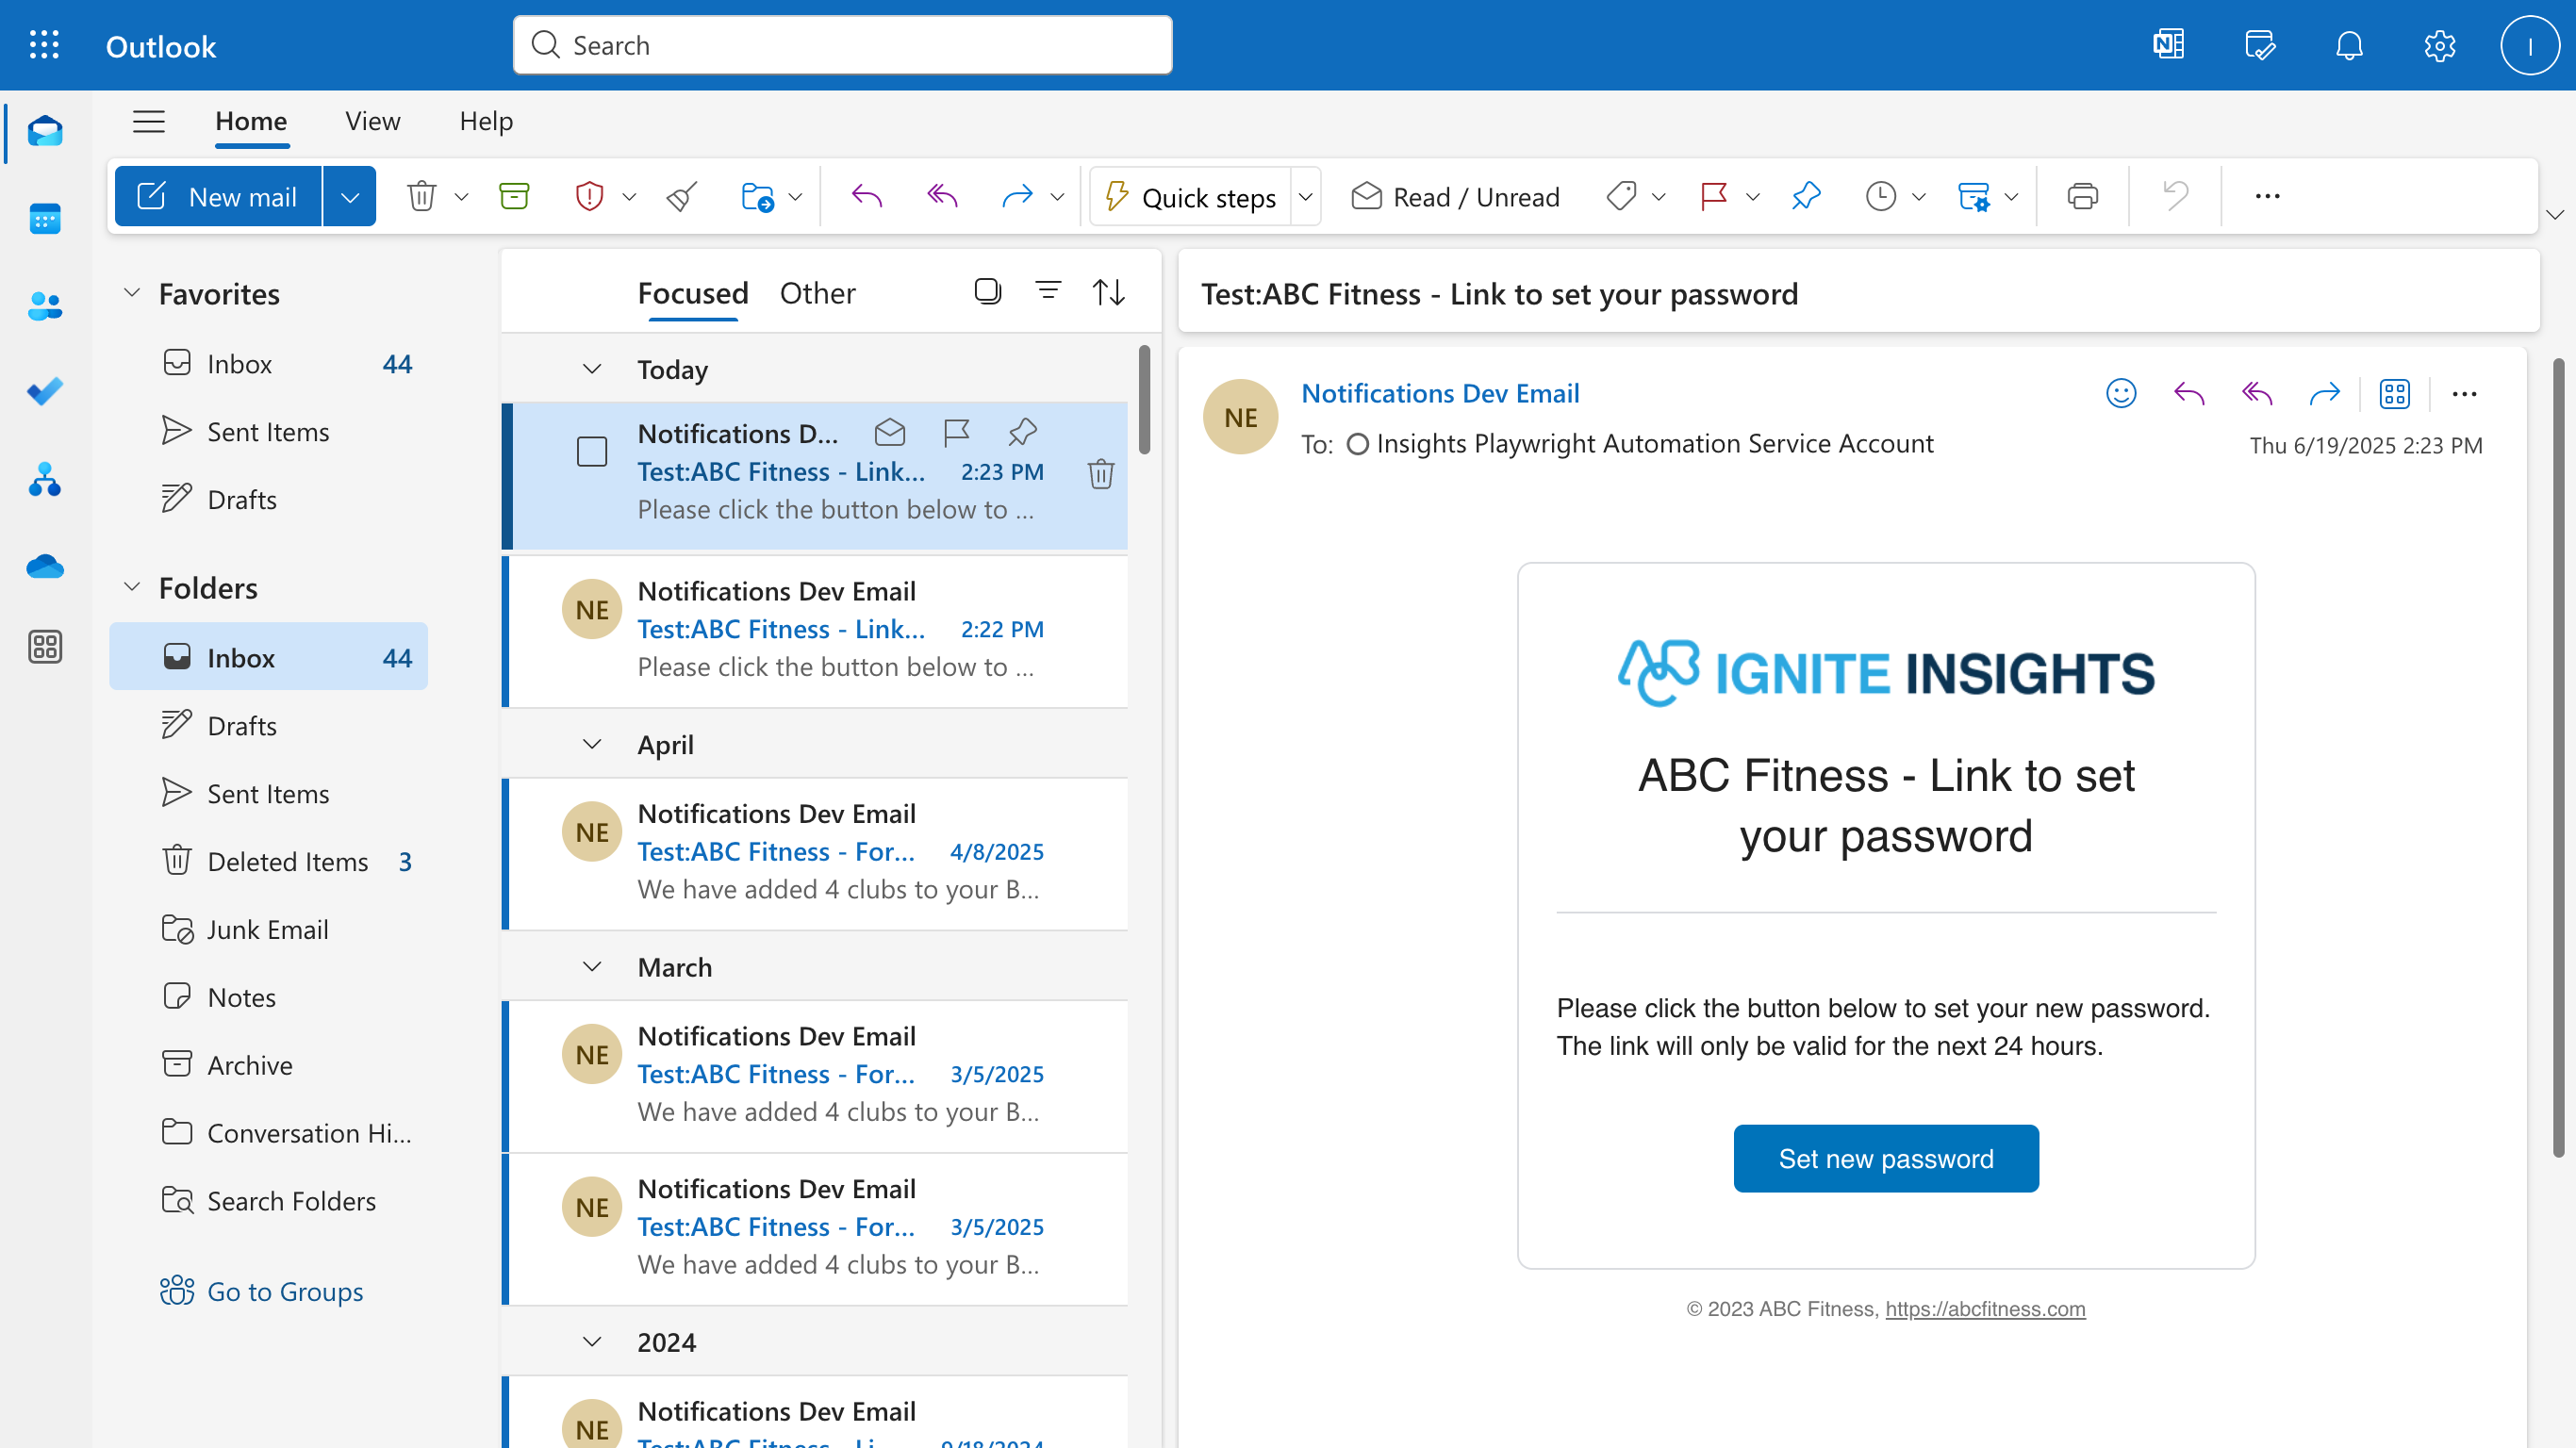 Outlook
Search
I
Home View Help
New mail
Quick steps
Read / Unread
Favorites
Inbox 44
Sent Items
Drafts
Folders
Inbox 44
Drafts
Sent Items
Deleted Items 3
Junk Email
Notes
Archive
Conversation Hi...
Search Folders
Go to Groups
Focused Other
Today
Notifications D...
Test:ABC Fitness - Link... 2:23 PM
Please click the button below to ...
NE
Notifications Dev Email
Test:ABC Fitness - Link... 2:22 PM
Please click the button below to ...
April
NE
Notifications Dev Email
Test:ABC Fitness - For... 4/8/2025
We have added 4 clubs to your B...
March
NE
Notifications Dev Email
Test:ABC Fitness - For... 3/5/2025
We have added 4 clubs to your B...
NE
Notifications Dev Email
Test:ABC Fitness - For... 3/5/2025
We have added 4 clubs to your B...
2024
NE
Notifications Dev Email
Test:ABC Fitness - Li... 9/18/2024
Test:ABC Fitness - Link to set your password
NE
Notifications Dev Email
To: Insights Playwright Automation Service Account
Thu 6/19/2025 2:23 PM
IGNITE INSIGHTS
ABC Fitness - Link to set
your password
Please click the button below to set your new password.
The link will only be valid for the next 24 hours.
Set new password
© 2023 ABC Fitness, https://abcfitness.com